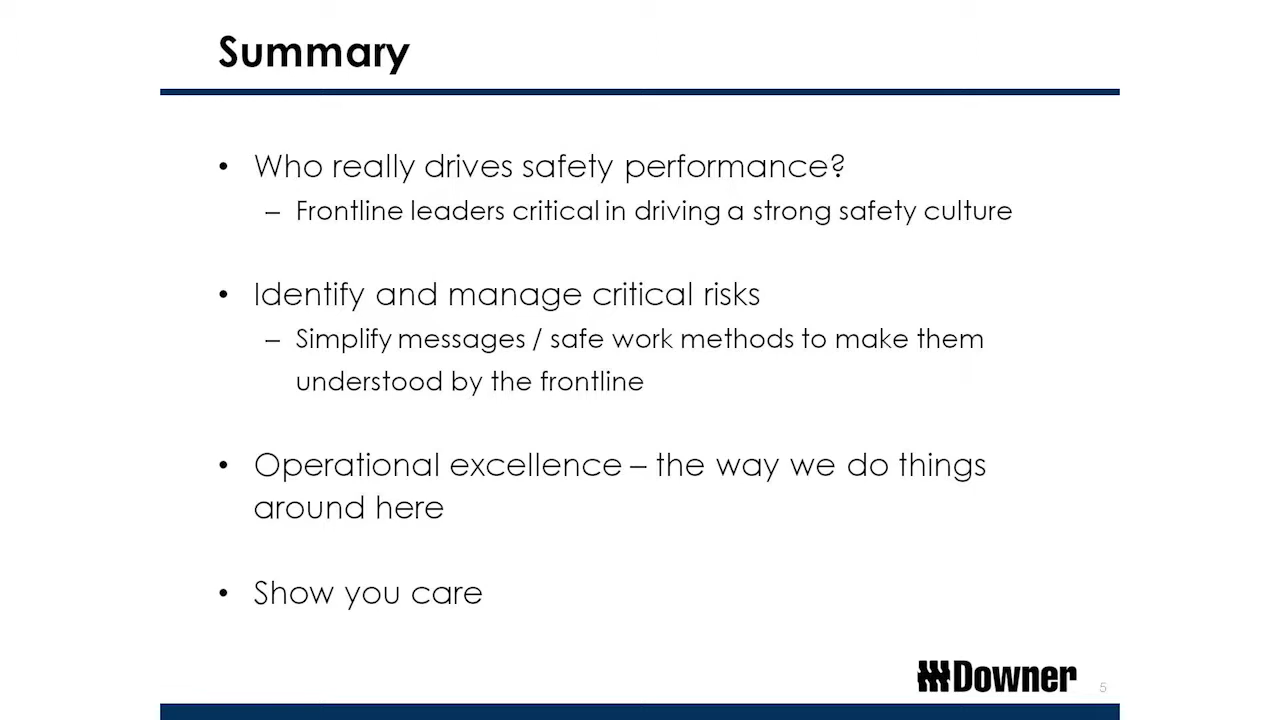 Summary
• Who really drives safety performance?
– Frontline leaders critical in driving a strong safety culture
• Identify and manage critical risks
– Simplify messages / safe work methods to make them
understood by the frontline
• Operational excellence – the way we do things
around here
• Show you care
Downer
5